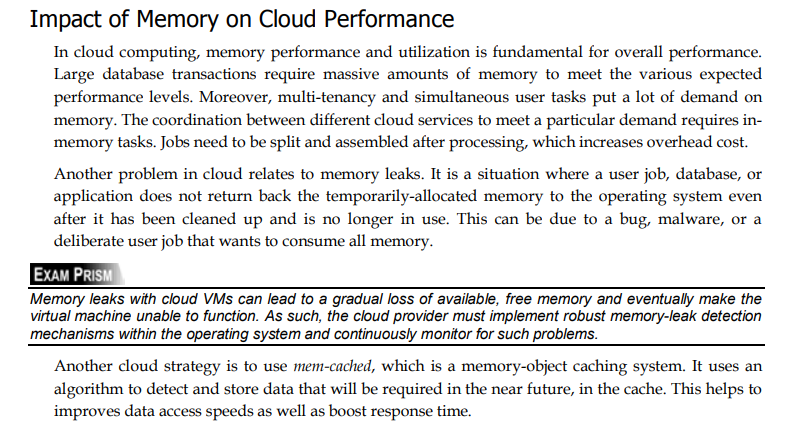 Impact of Memory on Cloud Performance
In cloud computing, memory performance and utilization is fundamental for overall performance.
Large database transactions require massive amounts of memory to meet the various expected
performance levels. Moreover, multi-tenancy and simultaneous user tasks put a lot of demand on
memory. The coordination between different cloud services to meet a particular demand requires in-
memory tasks. Jobs need to be split and assembled after processing, which increases overhead cost.
Another problem in cloud relates to memory leaks. It is a situation where a user job, database, or
application does not return back the temporarily-allocated memory to the operating system even
after it has been cleaned up and is no longer in use. This can be due to a bug, malware, or a
deliberate user job that wants to consume all memory.
EXAM PRISM
Memory leaks with cloud VMs can lead to a gradual loss of available, free memory and eventually make the
virtual machine unable to function. As such, the cloud provider must implement robust memory-leak detection
mechanisms within the operating system and continuously monitor for such problems.
Another cloud strategy is to use mem-cached, which is a memory-object caching system. It uses an
algorithm to detect and store data that will be required in the near future, in the cache. This helps to
improves data access speeds as well as boost response time.